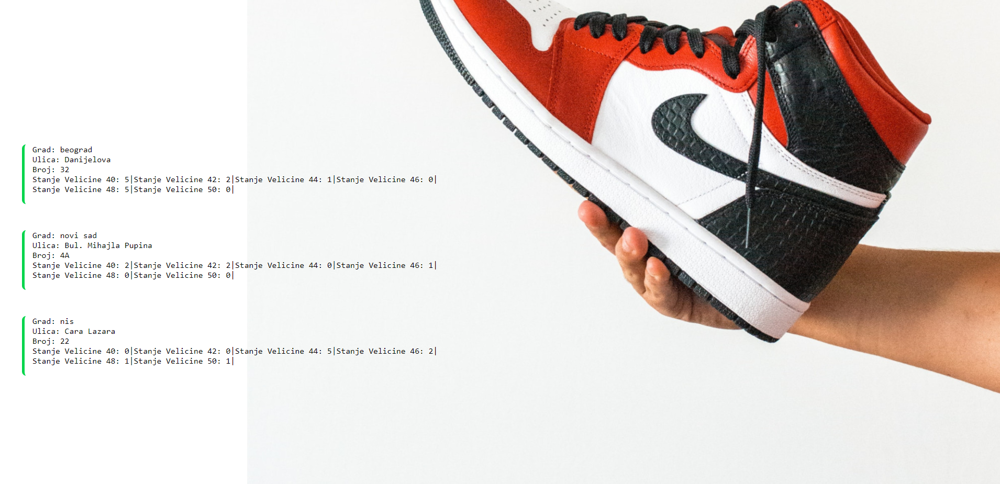 Grad: beograd
Ulica: Danijelova
Broj: 32
Stanje Velicine 40: 5|Stanje Velicine 42: 2|Stanje Velicine 44: 1|Stanje Velicine 46: 0|
Stanje Velicine 48: 5|Stanje Velicine 50: 0|
Grad: novi sad
Ulica: Bul. Mihajla Pupina
Broj: 4A
Stanje Velicine 40: 2|Stanje Velicine 42: 2|Stanje Velicine 44: 0|Stanje Velicine 46: 1|
Stanje Velicine 48: 0|Stanje Velicine 50: 0|
Grad: nis
Ulica: Cara Lazara
Broj: 22
Stanje Velicine 40: 0|Stanje Velicine 42: 0|Stanje Velicine 44: 5|Stanje Velicine 46: 2|
Stanje Velicine 48: 1|Stanje Velicine 50: 1|